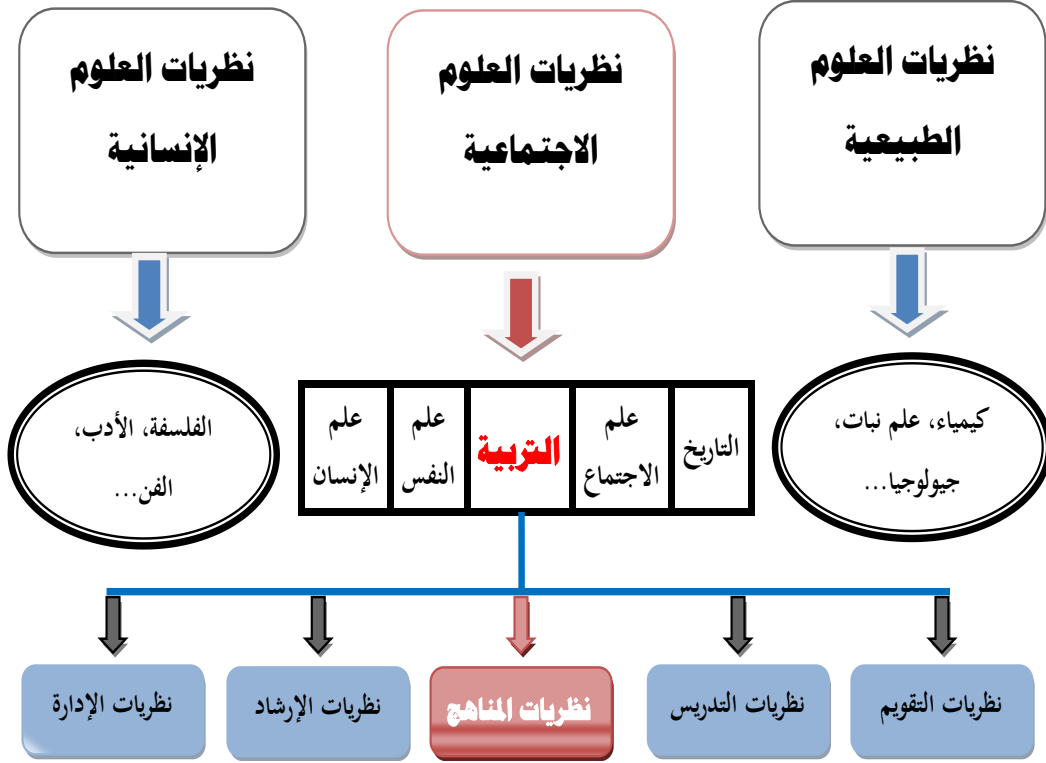 نظريات العلوم
الطبيعية
نظريات العلوم
الاجتماعية
نظريات العلوم
الإنسانية
كيمياء، علم نبات،
جيولوجيا...
التاريخ
علم
الاجتماع
التربية
علم
النفس
علم
الإنسان
الفلسفة، الأدب،
الفن...
نظريات التقويم
نظريات التدريس
نظريات المناهج
نظريات الإرشاد
نظريات الإدارة